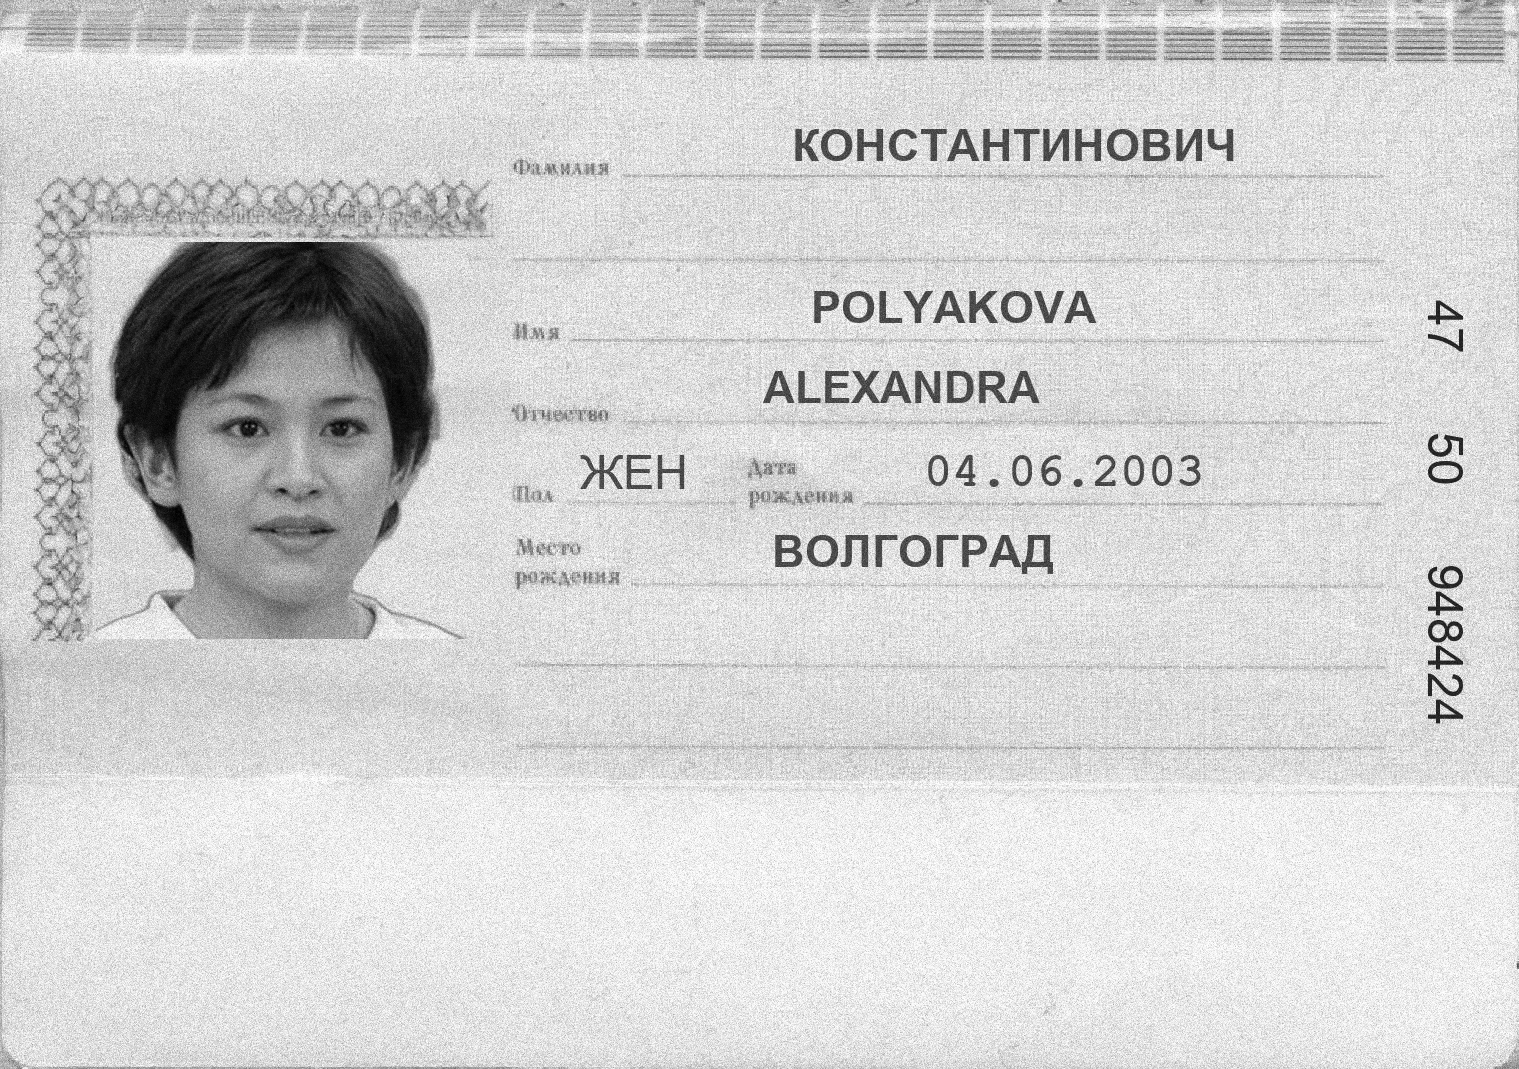 Фамилия КОНСТАНТИНОВИЧ
Имя POLYAKOVA
Отчество ALEXANDRA
Пол ЖЕН Дата рождения 04.06.2003
Место рождения ВОЛГОГРАД
47 50 948424